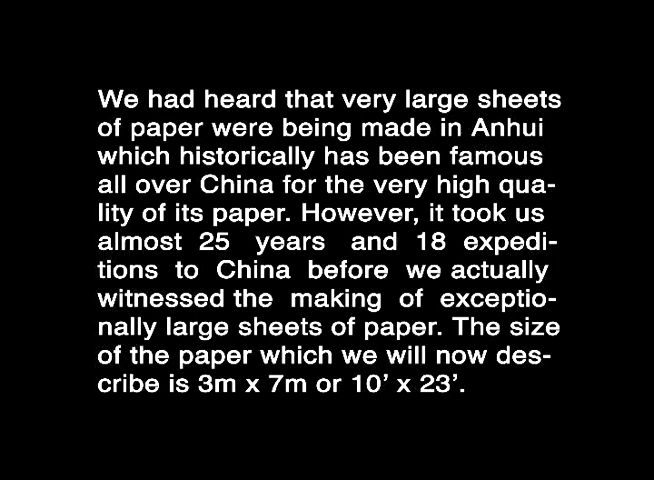 We had heard that very large sheets
of paper were being made in Anhui
which historically has been famous
all over China for the very high qua-
lity of its paper. However, it took us
almost 25 years and 18 expedi-
tions to China before we actually
witnessed the making of exceptio-
nally large sheets of paper. The size
of the paper which we will now des-
cribe is 3m x 7m or 10’ x 23’.